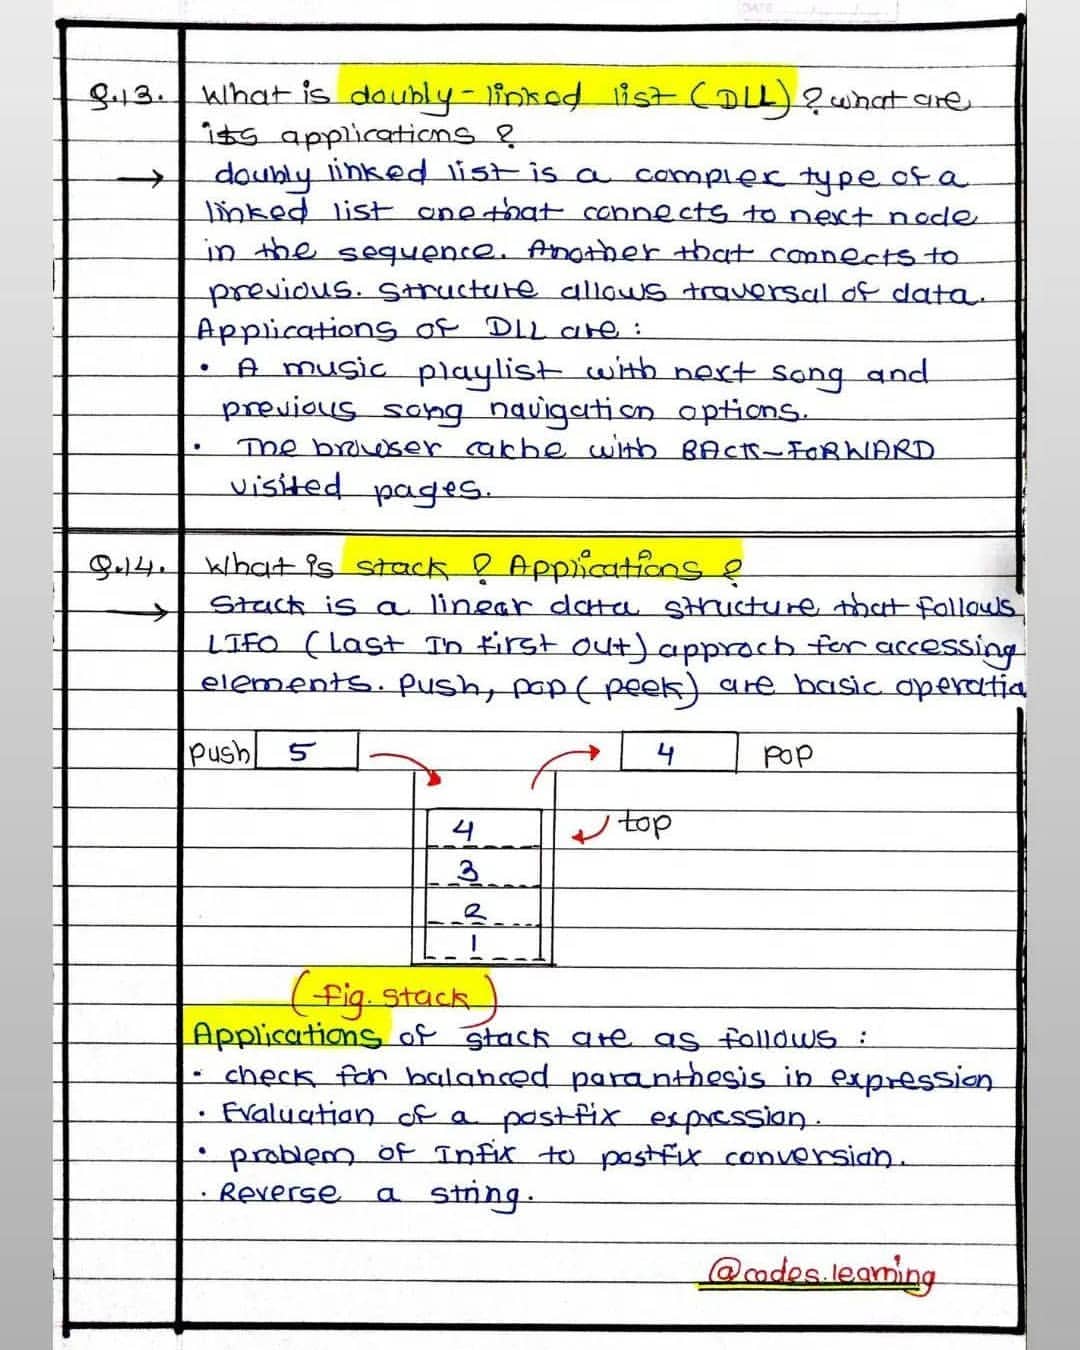 DATE
Q.13. What is doubly-linked list (DLL) ? what are
its applications ?
→ doubly linked list is a complex type of a
linked list one that connects to next node
in the sequence. Another that connects to
previous. structure allows traversal of data.
Applications of DLL are :
• A music playlist with next song and
previous song navigation options.
• The browser cakhe with BACK-FORWARD
visited pages.
Q.14. What is stack ? Applications ?
→ Stack is a linear data structure that follows
LIFO (last In first out) approch for accessing
elements. Push, pop (peek) are basic operatio
push 5 4 POP
4 top
3
2
1
(fig. stack)
Applications of stack are as follows :
• check for balanced paranthesis in expression
• Evaluation of a postfix expression.
• problem of Infix to postfix conversion.
• Reverse a string.
@codes.learning